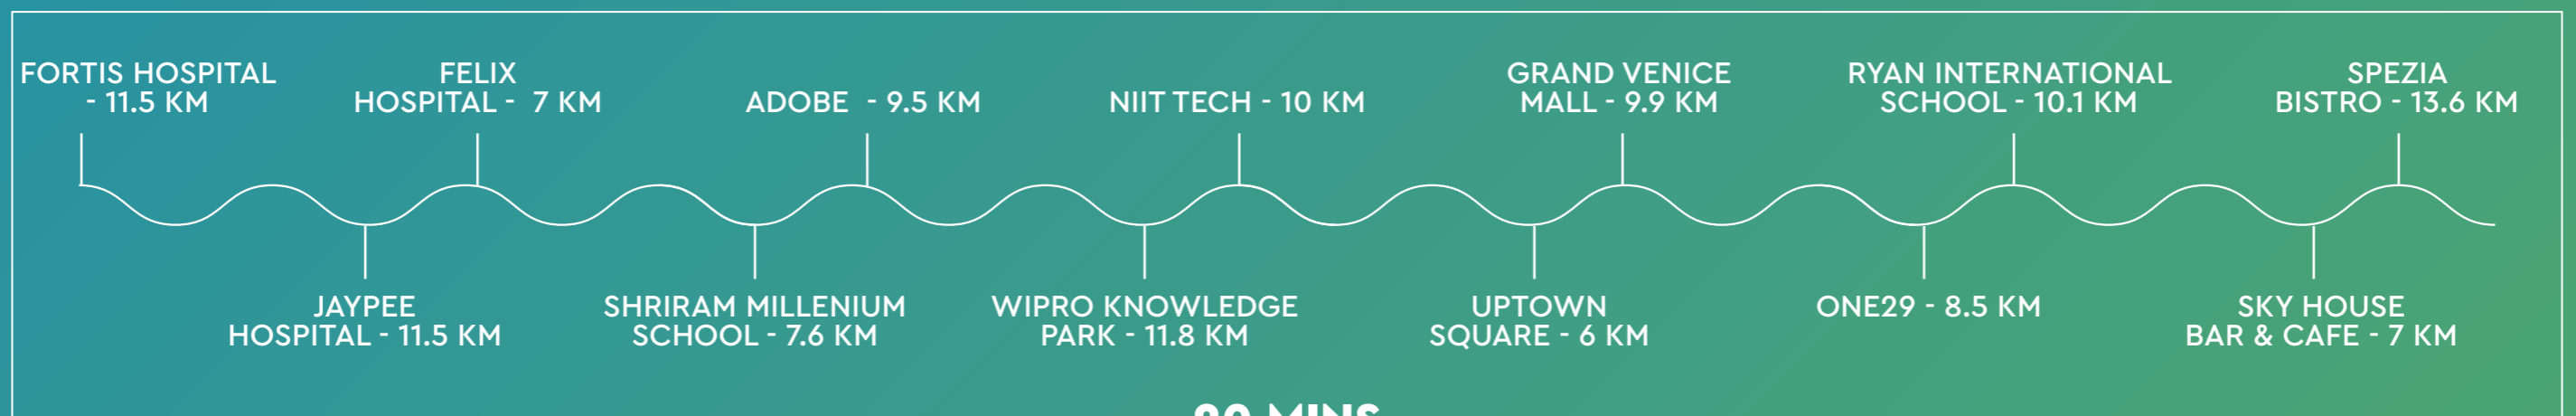 FORTIS HOSPITAL
- 11.5 KM
FELIX
HOSPITAL - 7 KM
ADOBE - 9.5 KM
NIIT TECH - 10 KM
GRAND VENICE
MALL - 9.9 KM
RYAN INTERNATIONAL
SCHOOL - 10.1 KM
SPEZIA
BISTRO - 13.6 KM
JAYPEE
HOSPITAL - 11.5 KM
SHRIRAM MILLENIUM
SCHOOL - 7.6 KM
WIPRO KNOWLEDGE
PARK - 11.8 KM
UPTOWN
SQUARE - 6 KM
ONE29 - 8.5 KM
SKY HOUSE
BAR & CAFE - 7 KM
MINS